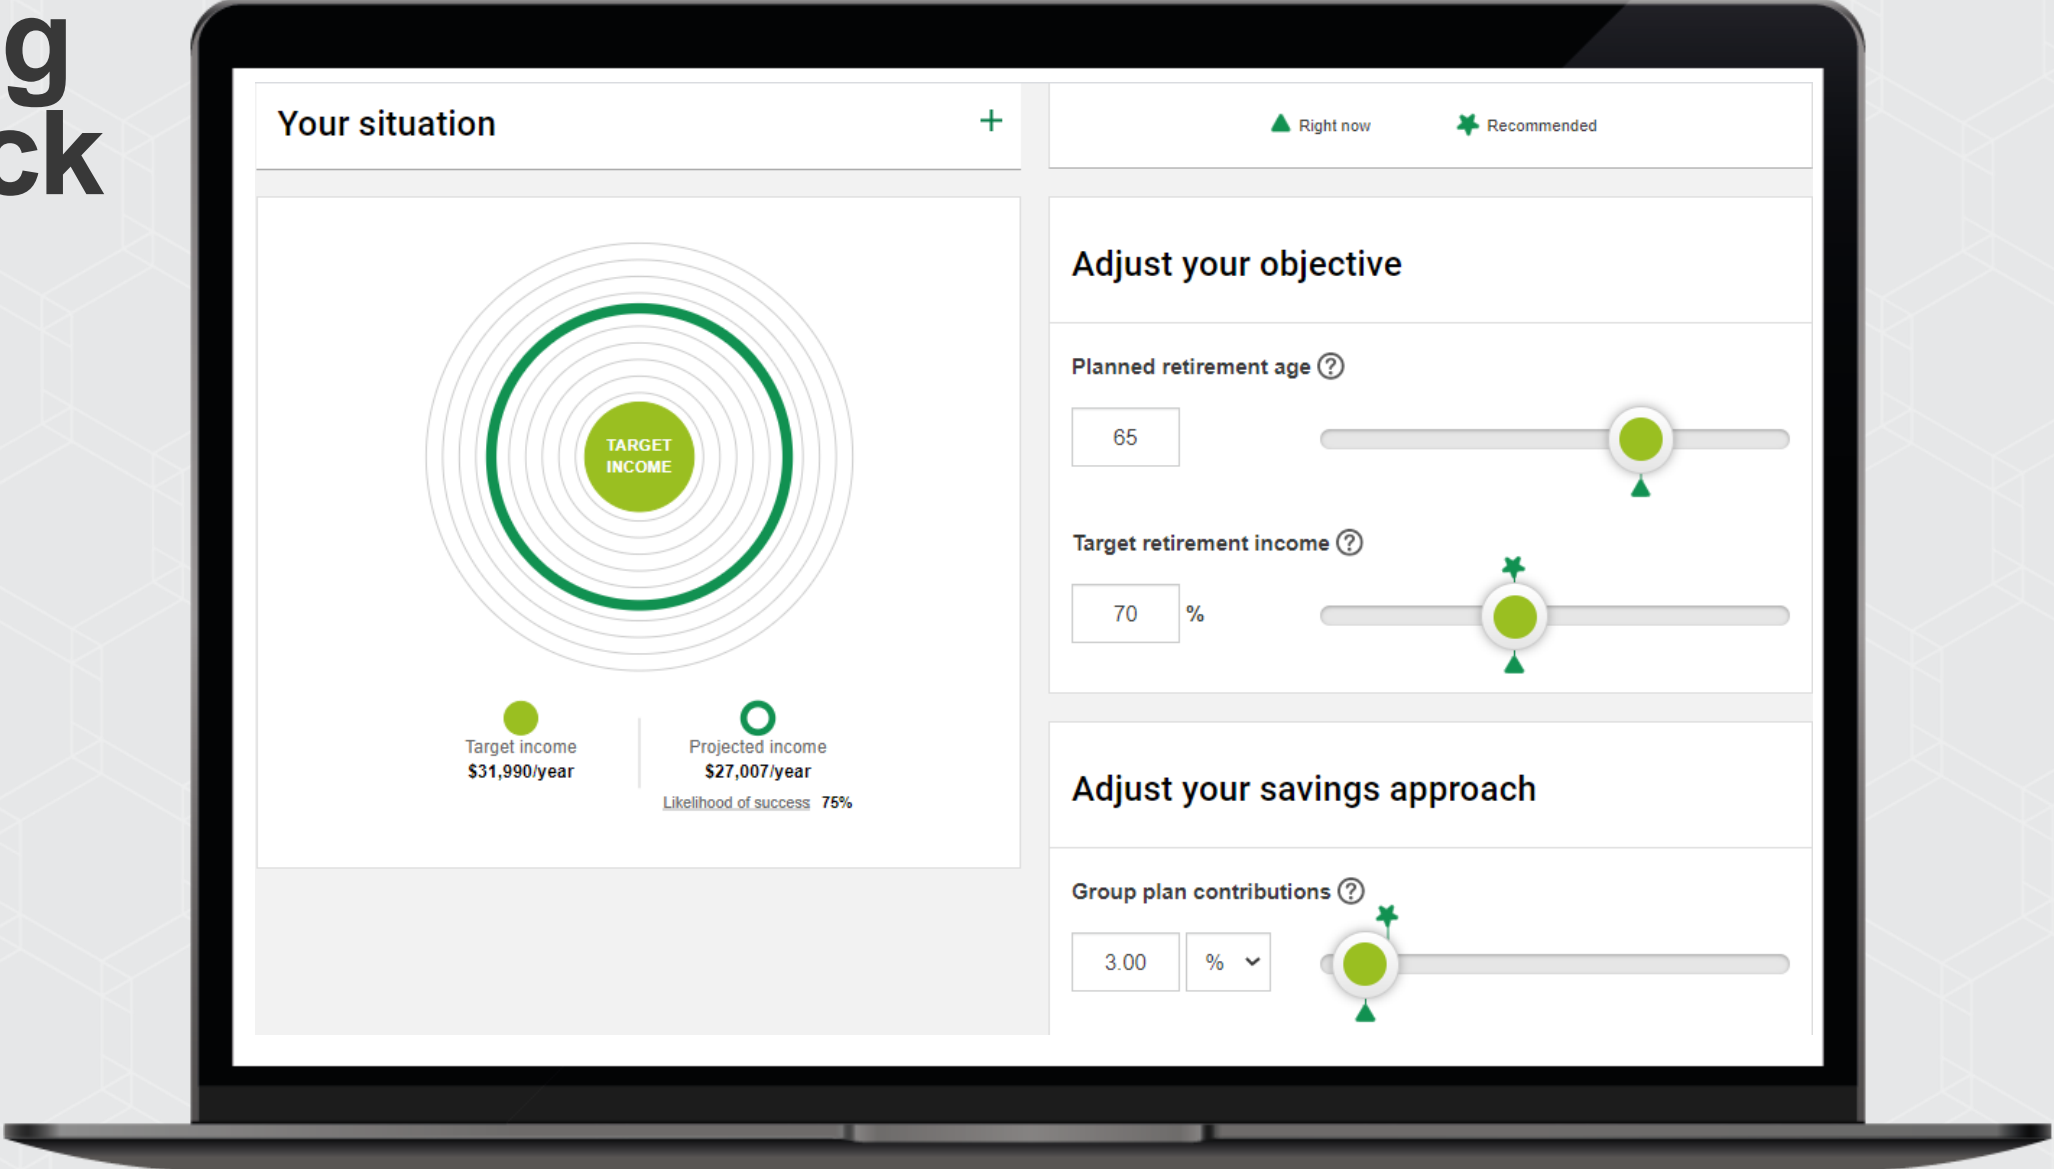 Your situation
+
Right now
Recommended
TARGET
INCOME
Target income
$31,990/year
Projected income
$27,007/year
Likelihood of success 75%
Adjust your objective
Planned retirement age ?
65
Target retirement income ?
70 %
Adjust your savings approach
Group plan contributions ?
3.00 %